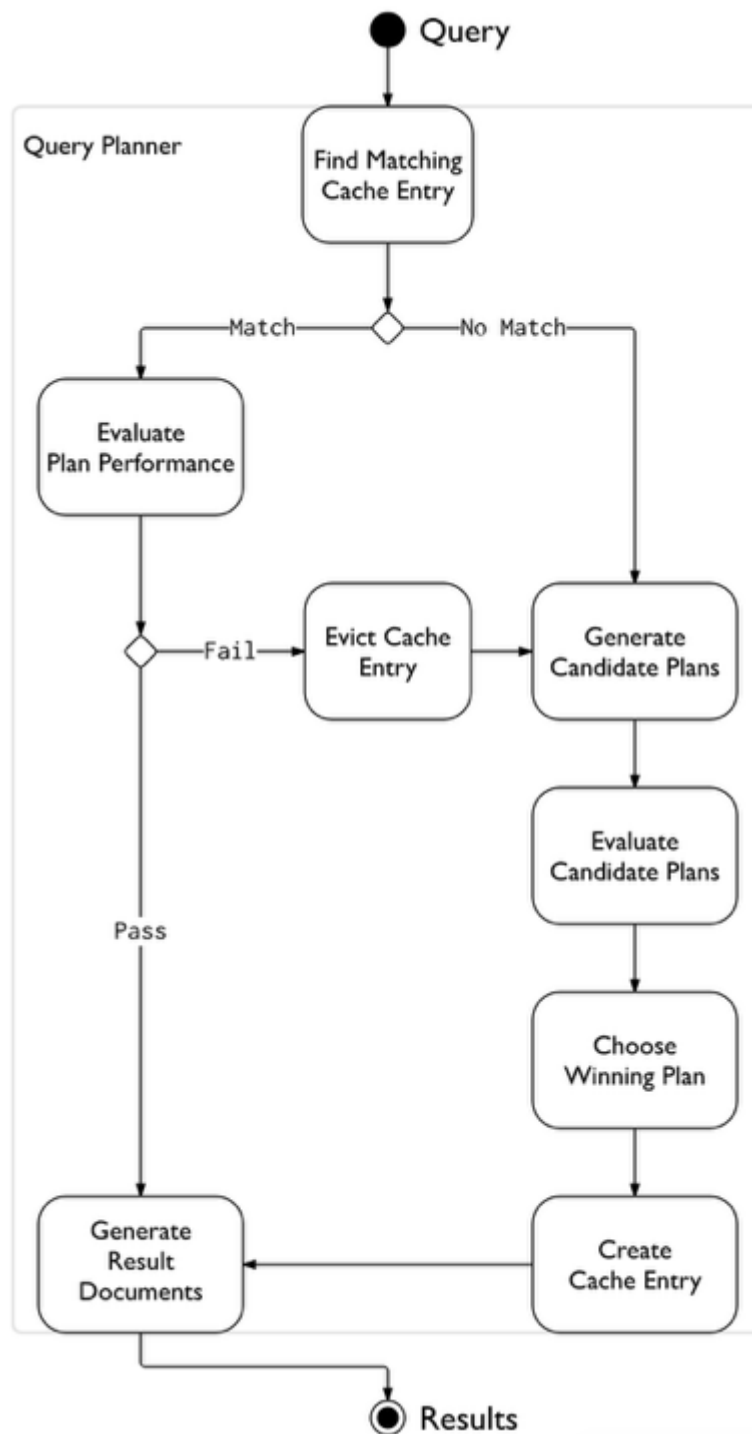 Query
Query Planner
Find Matching
Cache Entry
Match
No Match
Evaluate
Plan Performance
Fail
Evict Cache
Entry
Generate
Candidate Plans
Evaluate
Candidate Plans
Pass
Choose
Winning Plan
Generate
Result
Documents
Create
Cache Entry
Results